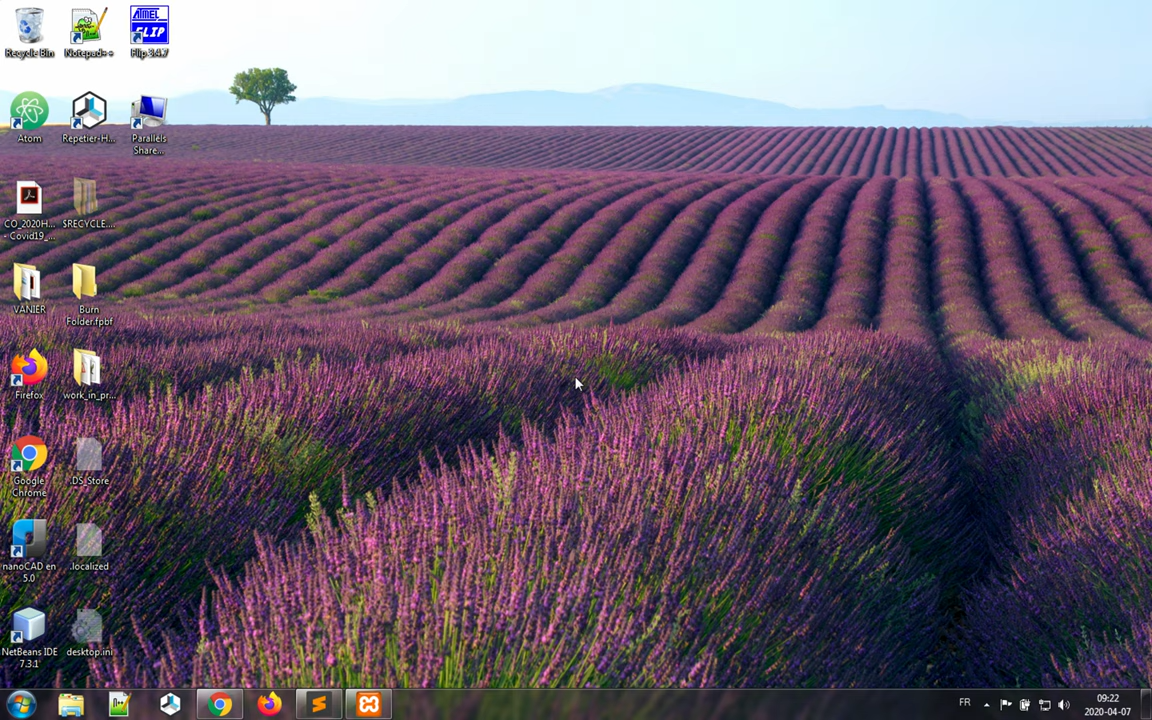 Recycle Bin
Notepad++
ATMEL
FLIP
Flip 3.4.7
Atom
Repetier-H...
Parallels
Share...
CO_2020H...
- Covid19_...
$RECYCLE....
VANIER
Burn
Folder.fpbf
Firefox
work_in_pr...
Google
Chrome
.DS_Store
nanoCAD en
5.0
.localized
NetBeans IDE
7.3.1
desktop.ini
FR
09:22
2020-04-07